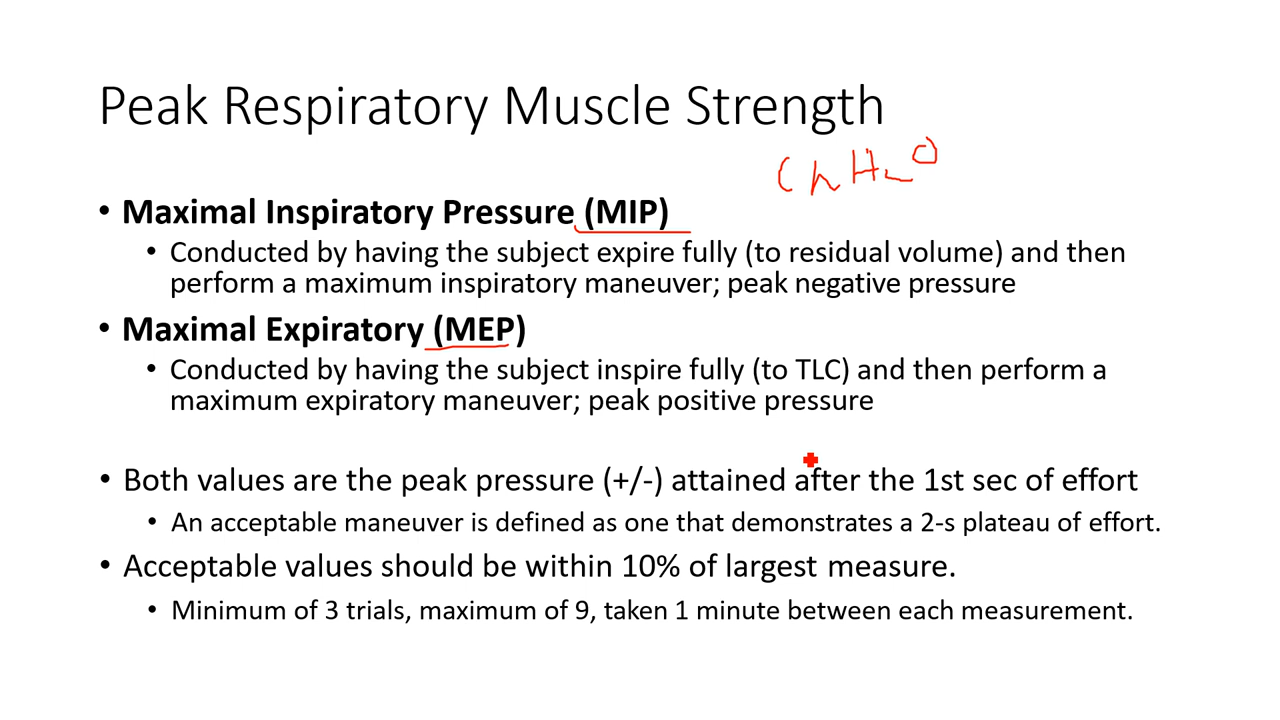 Peak Respiratory Muscle Strength
Cm H2O
• Maximal Inspiratory Pressure (MIP)
• Conducted by having the subject expire fully (to residual volume) and then
perform a maximum inspiratory maneuver; peak negative pressure
• Maximal Expiratory (MEP)
• Conducted by having the subject inspire fully (to TLC) and then perform a
maximum expiratory maneuver; peak positive pressure
• Both values are the peak pressure (+/-) attained after the 1st sec of effort
• An acceptable maneuver is defined as one that demonstrates a 2-s plateau of effort.
• Acceptable values should be within 10% of largest measure.
• Minimum of 3 trials, maximum of 9, taken 1 minute between each measurement.